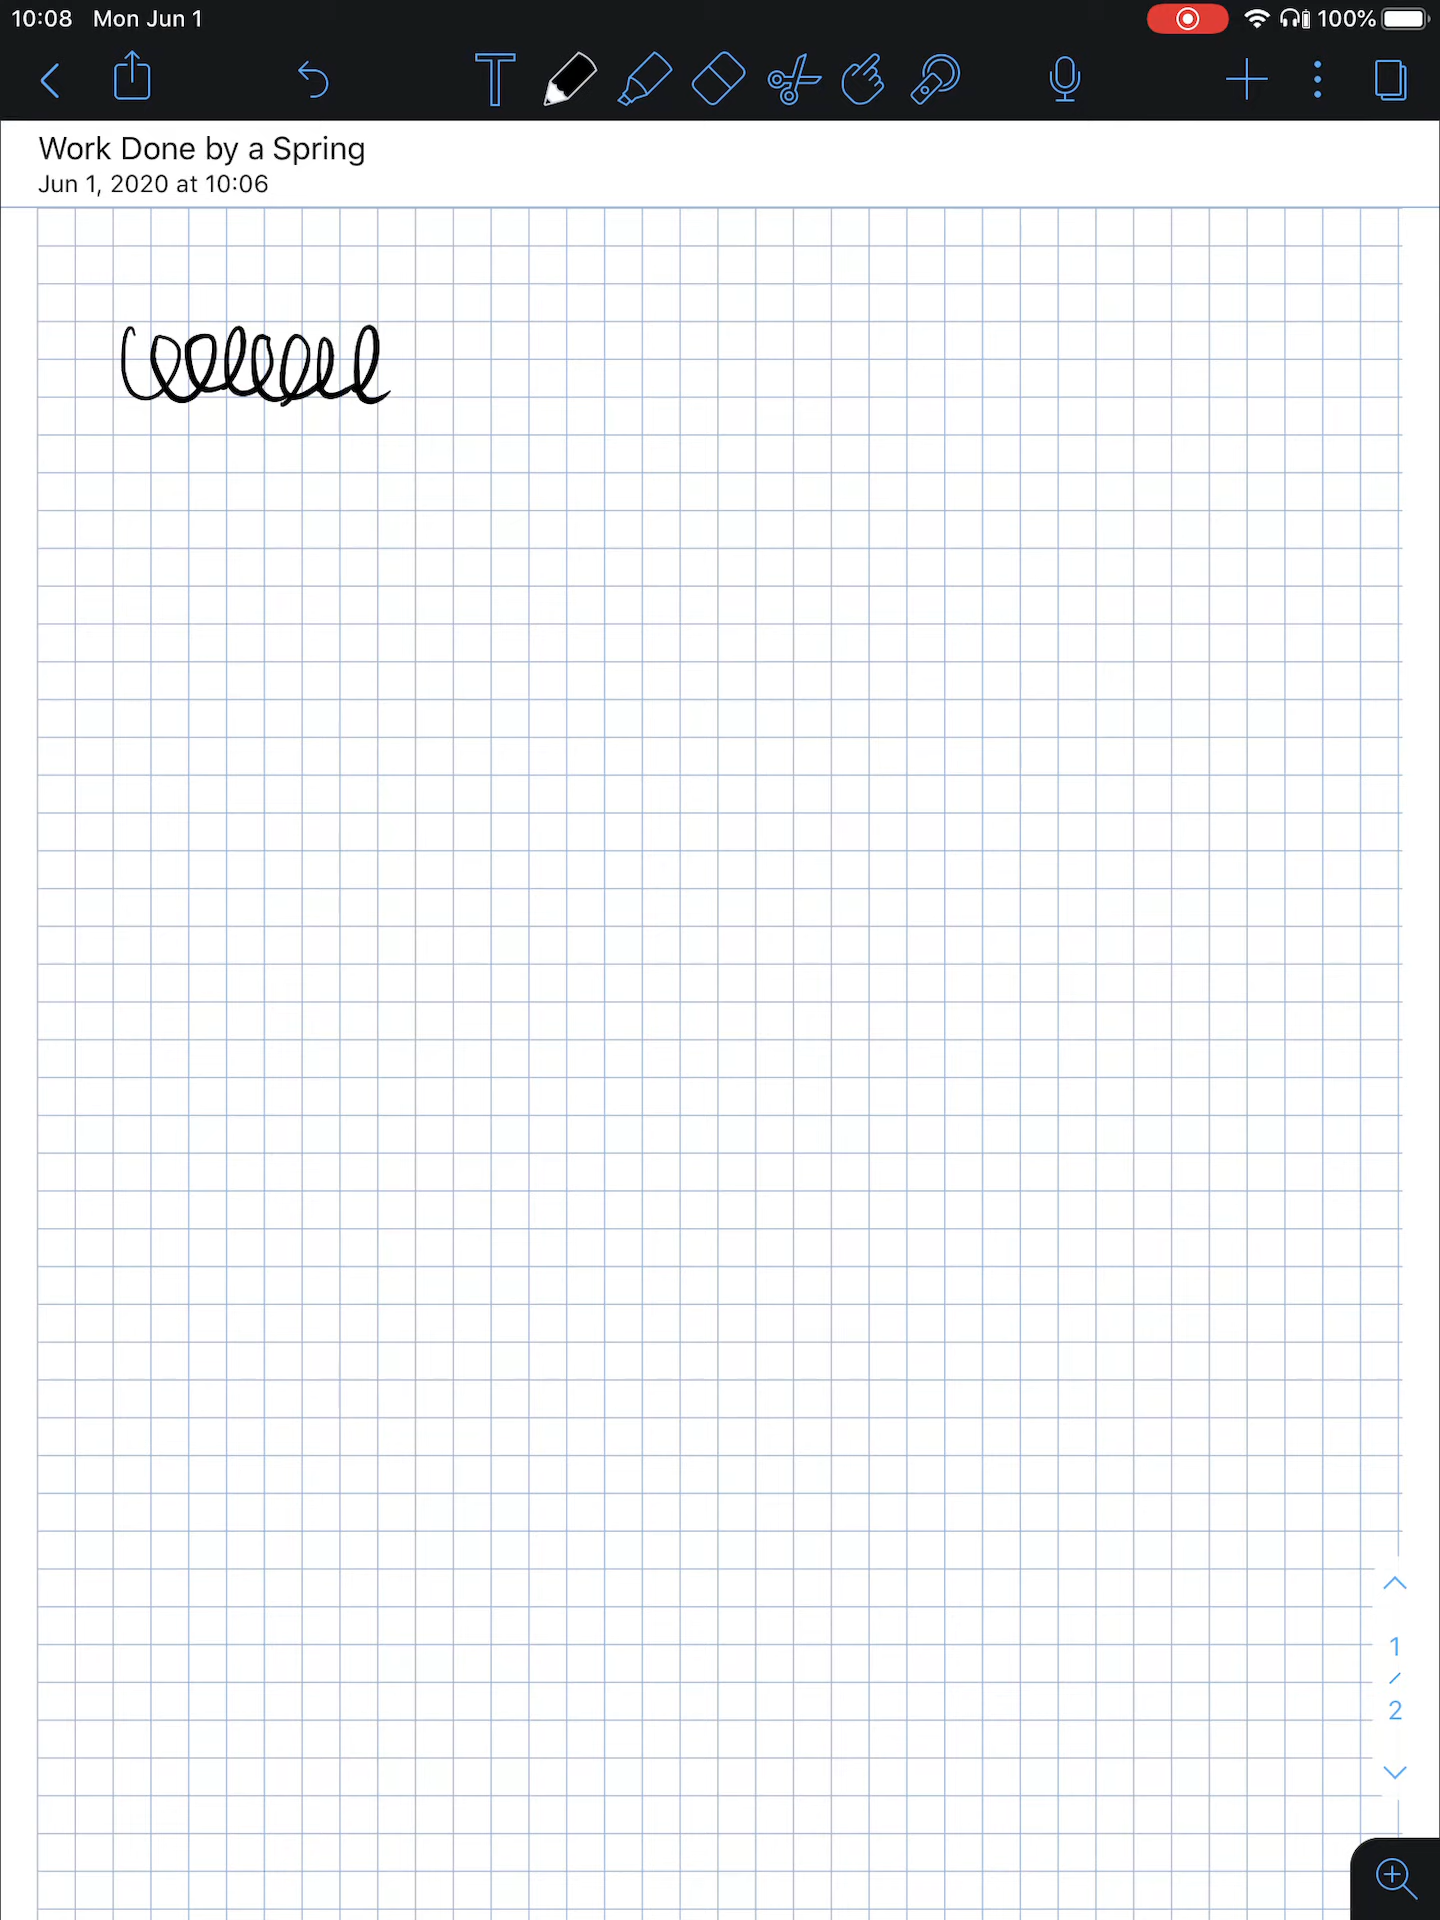 10:08 Mon Jun 1 100%
T
Work Done by a Spring
Jun 1, 2020 at 10:06
1
/
2